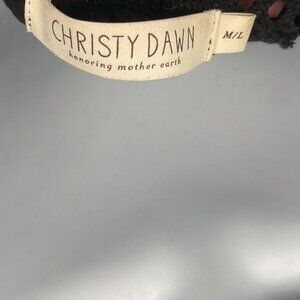 CHRISTY DAWN
honoring mother earth
M/L